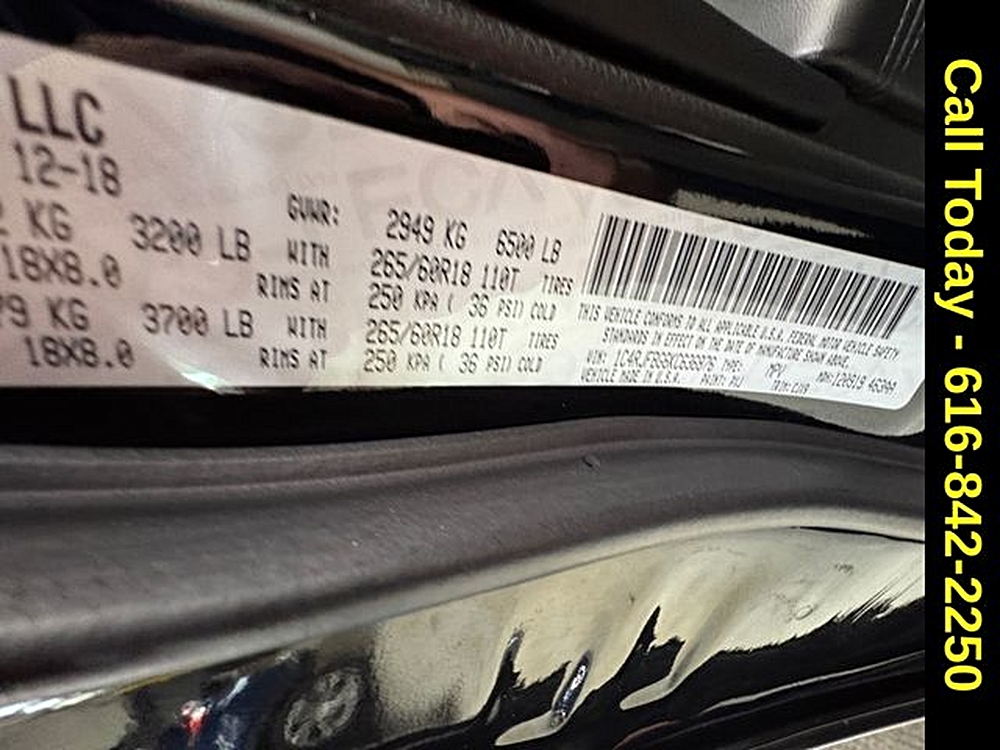 LLC
12-18
KG 3200 LB WITH
18X8.0 RIMS AT
KG 3700 LB WITH
18X8.0 RIMS AT
GVWR: 2949 KG 6500 LB
265/60R18 110T TIRES
250 KPA ( 36 PSI) COLD
265/60R18 110T TIRES
250 KPA ( 36 PSI) COLD
THIS VEHICLE CONFORMS TO ALL APPLICABLE U.S.A. FEDERAL MOTOR VEHICLE SAFETY
STANDARDS IN EFFECT ON THE DATE OF MANUFACTURE SHOWN ABOVE.
VIN: TYPE: MPV
VEHICLE MADE IN U.S.A.
Call Today - 616-842-2250